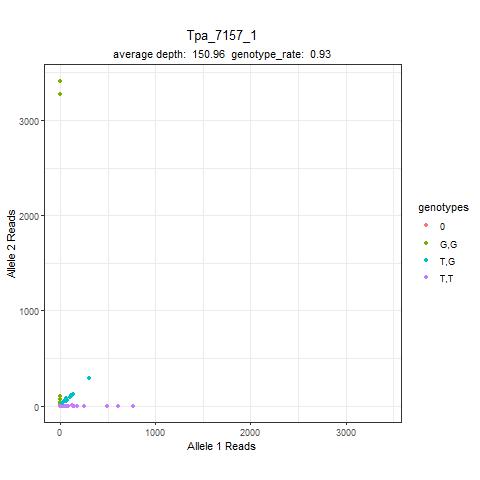 Tpa_7157_1
average depth:  150.96  genotype_rate:  0.93
3000
2000
1000
0
Allele 2 Reads
0 1000 2000 3000
Allele 1 Reads
genotypes
0
G,G
T,G
T,T